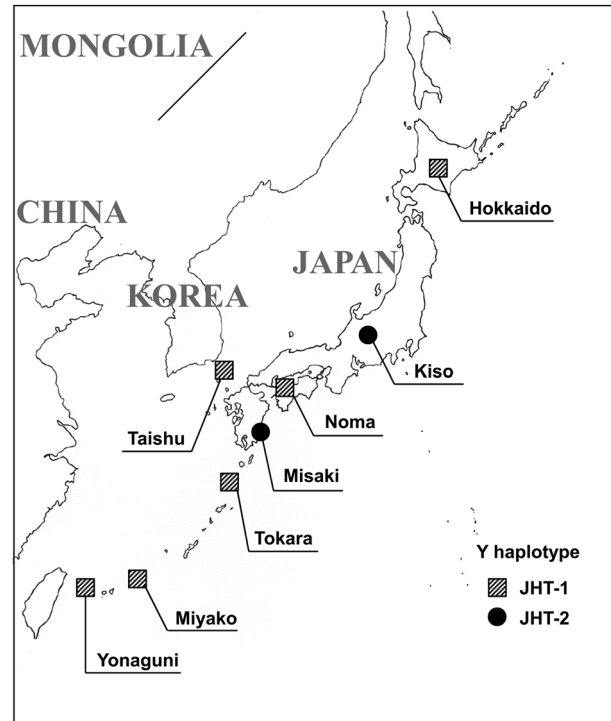 MONGOLIA
CHINA
KOREA
JAPAN
Hokkaido
Kiso
Noma
Taishu
Misaki
Tokara
Miyako
Yonaguni
Y haplotype
JHT-1
JHT-2